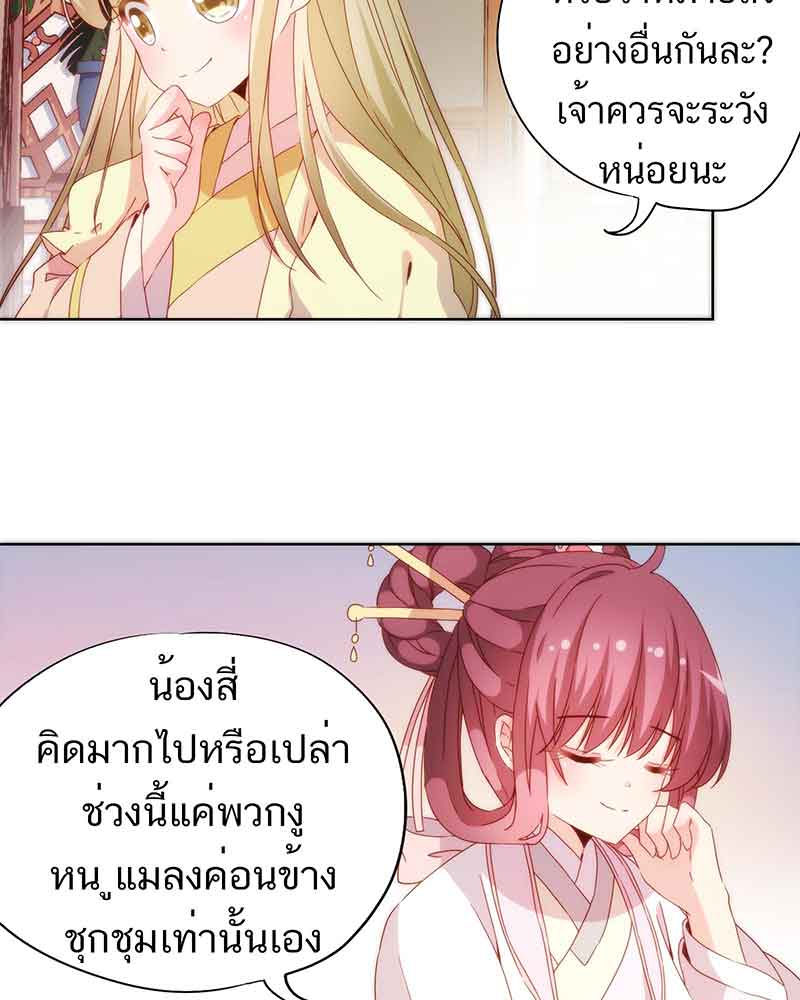 อย่างอื่นกันละ?
เจ้าควรจะระวัง
หน่อยนะ
น้องสี่
คิดมากไปหรือเปล่า
ช่วงนี้แค่พวกงู
หน ูแมลงค่อนข้าง
ชุกชุมเท่านั้นเอง